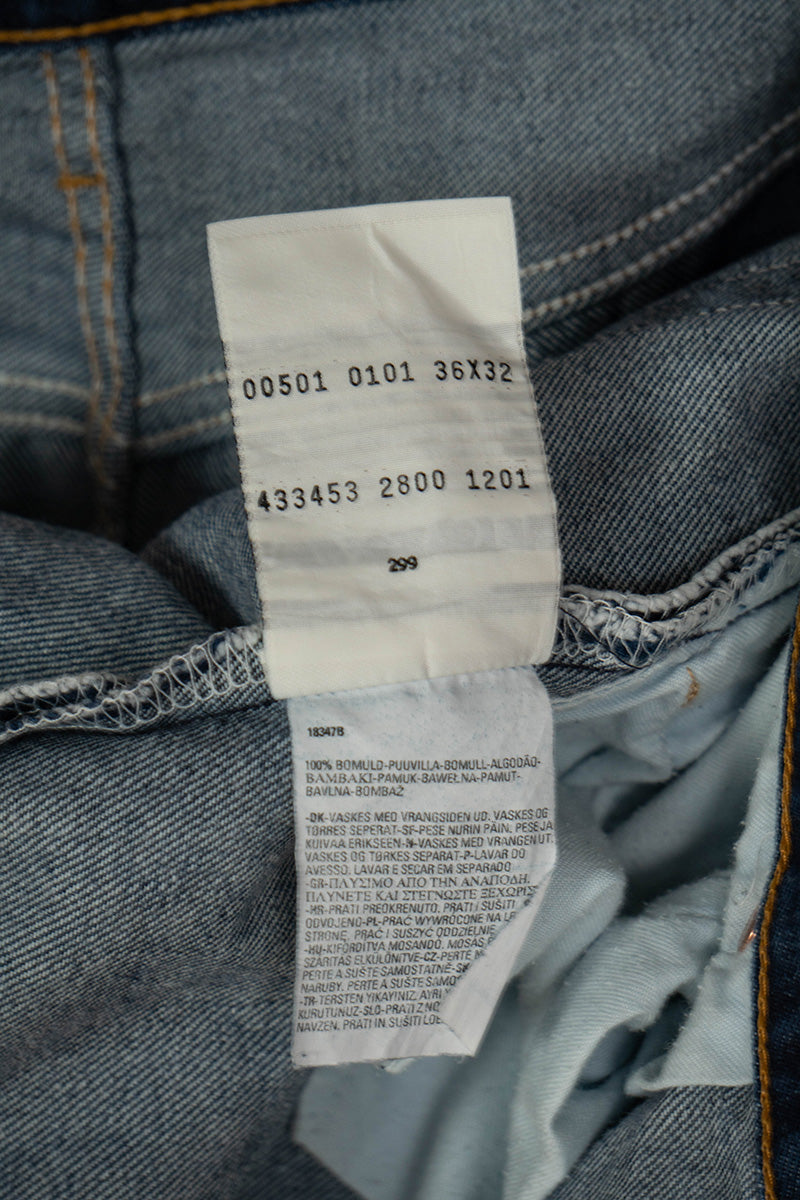 00501 0101 36X32
433453 2800 1201
299
18347B
100% BOMULD-PUUVILLA-BOMULL-ALGODÃO-
BAMBAKI-PAMUK-BAWEŁNA-PAMUT-
BAVLNA-BOMBAŽ
-DK-VASKES MED VRANGSIDEN UD. VASKES OG
TØRRES SEPERAT-SF-PESE NURIN PÄIN. PESE JA
KUIVAA ERIKSEEN-N-VASKES MED VRANGEN UT.
VASKES OG TØRKES SEPARAT-P-LAVAR DO
AVESSO. LAVAR E SECAR EM SEPARADO
-GR-ΠΛΥΣΙΜΟ ΑΠΟ ΤΗΝ ΑΝΑΠΟΔΗ.
ΠΛΥΝΕΤΕ ΚΑΙ ΣΤΕΓΝΩΣΤΕ ΞΕΧΩΡΙΣ
-HR-PRATI PREOKRENUTO. PRATI I SUŠITI
ODVOJENO-PL-PRAĆ WYWRÓCONE NA LE
STRONĘ, PRAĆ I SUSZYĆ ODDZIELNIE
-HU-KIFORDÍTVA MOSANDÓ. MOSÁS
SZÁRÍTÁS ELKÜLÖNÍTVE-CZ-PERTE N
PERTE A SUŠTE SAMOSTATNĚ-SK
NARUBY. PERTE A SUŠTE SAMO
-TR-TERSTEN YIKAYINIZ. AYRI
KURUTUNUZ-SLO-PRATI Z NO
NAVZEN. PRATI IN SUŠITI LOČ